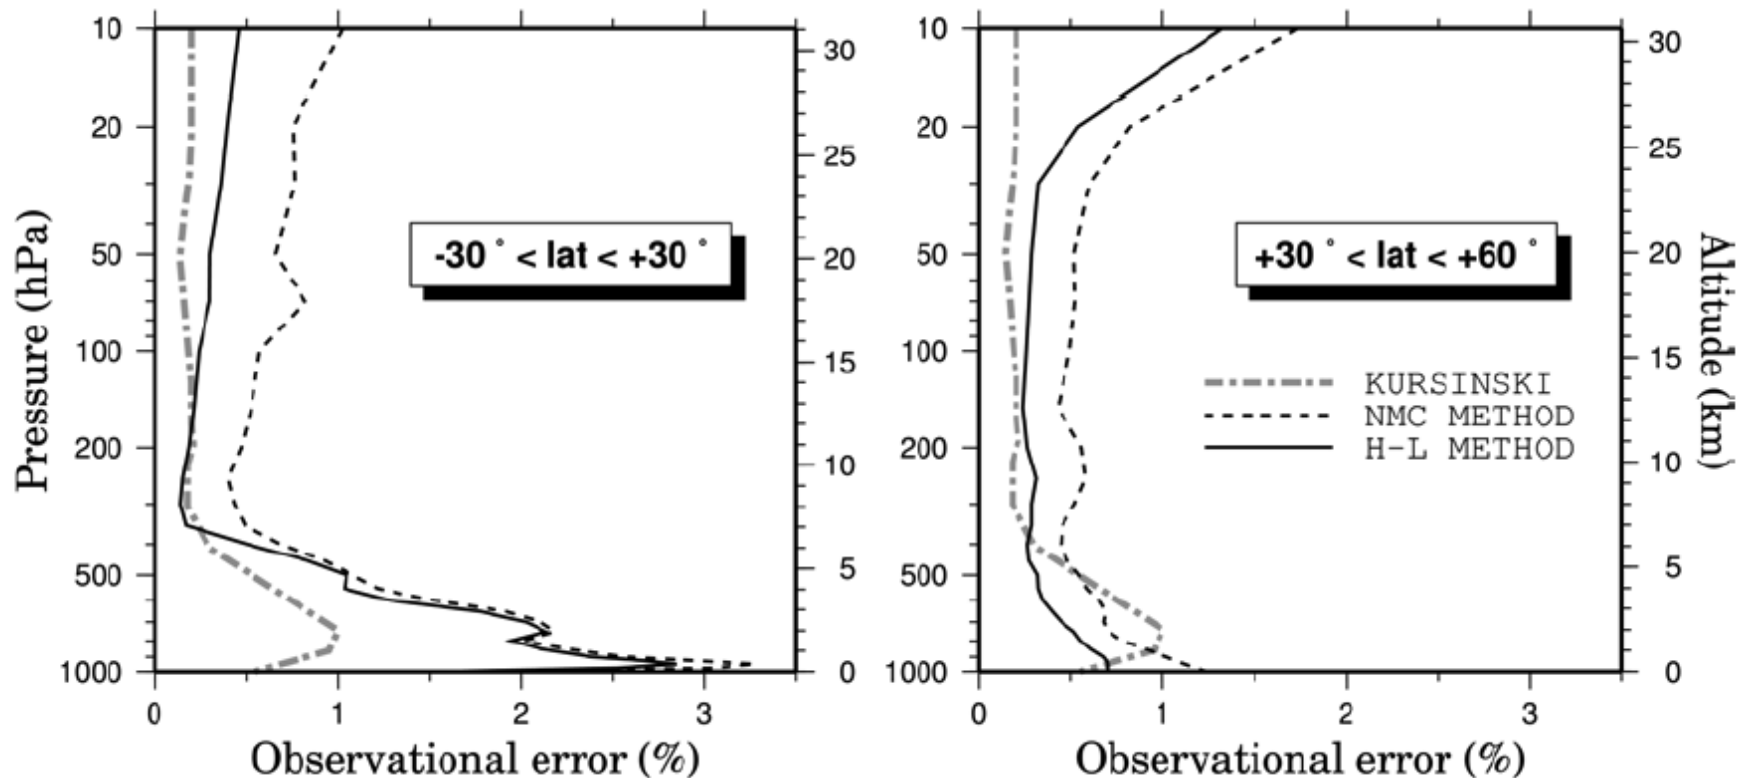 10
20
50
100
200
500
1000
Pressure (hPa)
30
25
20
15
10
5
0
-30 ° < lat < +30 °
0 1 2 3
Observational error (%)
10
20
50
100
200
500
1000
+30 ° < lat < +60 °
KURSINSKI
NMC METHOD
H-L METHOD
30
25
20
15
10
5
0
Altitude (km)
0 1 2 3
Observational error (%)